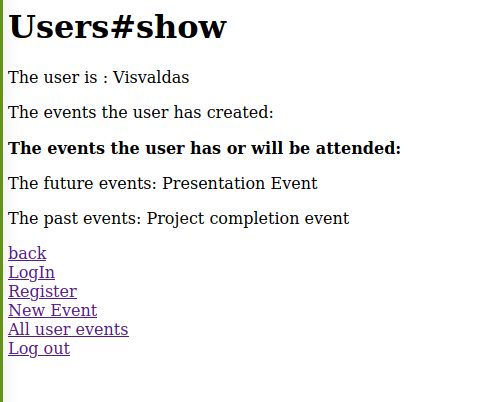 Users#show
The user is : Visvaldas
The events the user has created:
The events the user has or will be attended:
The future events: Presentation Event
The past events: Project completion event
back
LogIn
Register
New Event
All user events
Log out